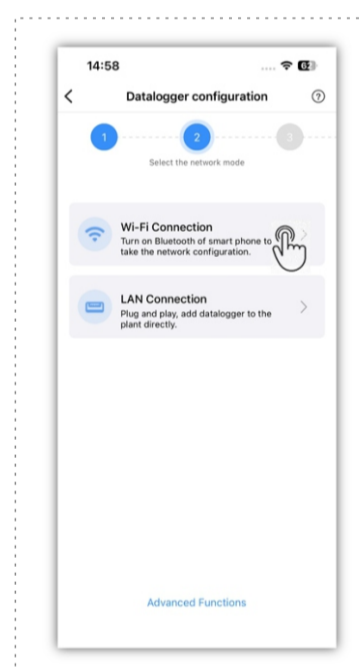 14:58
Datalogger configuration
1
2
3
Select the network mode
Wi-Fi Connection
Turn on Bluetooth of smart phone to
take the network configuration.
LAN Connection
Plug and play, add datalogger to the
plant directly.
Advanced Functions